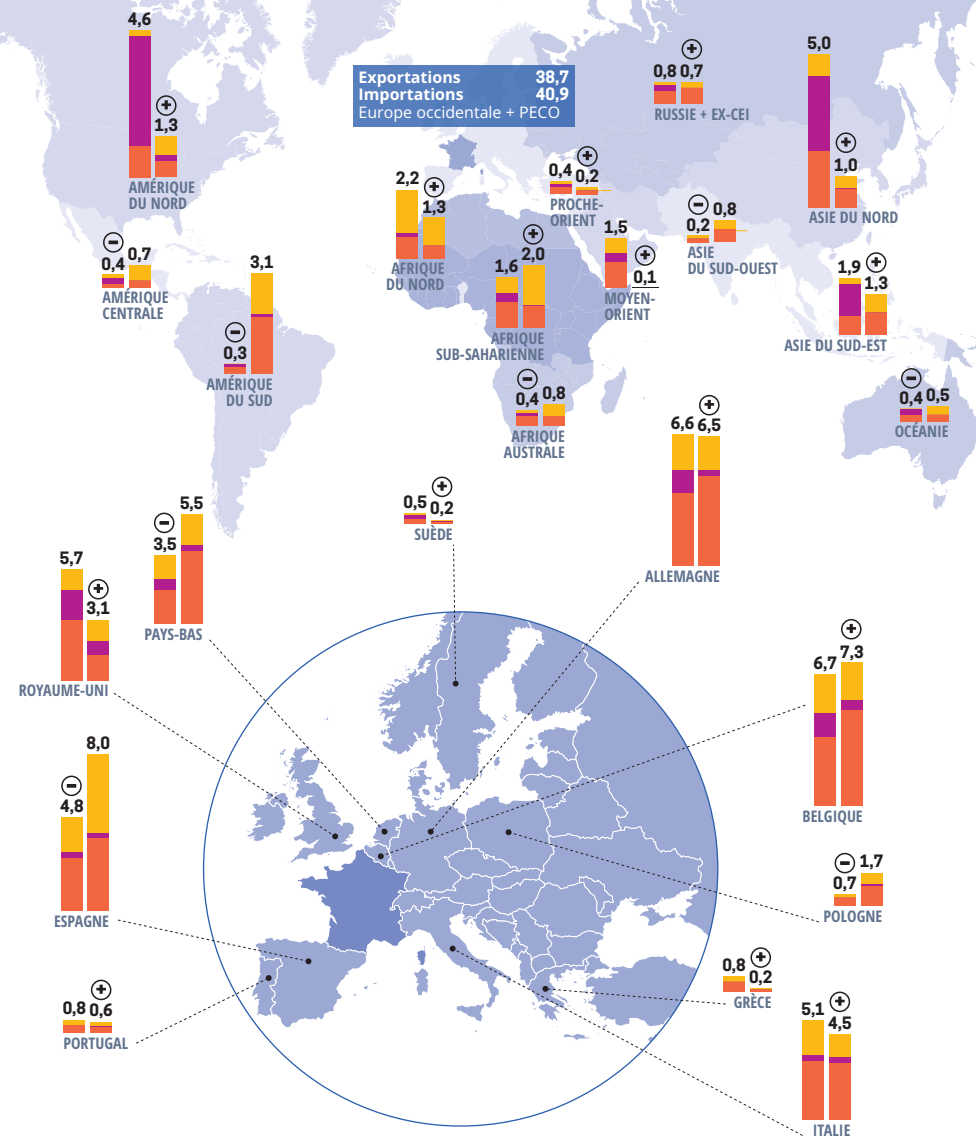 4,6
+
1,3
AMÉRIQUE
DU NORD
Exportations 38,7
Importations 40,9
Europe occidentale + PECO
+
0,8 0,7
RUSSIE + EX-CEI
5,0
+
1,0
ASIE DU NORD
2,2
+
1,3
AFRIQUE
DU NORD
+
0,4 0,2
PROCHE-
ORIENT
−
0,2 0,8
ASIE
DU SUD-OUEST
−
0,4 0,7
AMÉRIQUE
CENTRALE
3,1
−
0,3
AMÉRIQUE
DU SUD
+
1,6 2,0
AFRIQUE
SUB-SAHARIENNE
1,5
+
0,1
MOYEN-
ORIENT
+
1,9 1,3
ASIE DU SUD-EST
−
0,4 0,8
AFRIQUE
AUSTRALE
−
0,4 0,5
OCÉANIE
+
6,6 6,5
ALLEMAGNE
+
0,5 0,2
SUÈDE
5,5
−
3,5
PAYS-BAS
5,7
+
3,1
ROYAUME-UNI
+
6,7 7,3
BELGIQUE
8,0
−
4,8
ESPAGNE
−
0,7 1,7
POLOGNE
+
0,8 0,2
GRÈCE
+
0,8 0,6
PORTUGAL
+
5,1 4,5
ITALIE